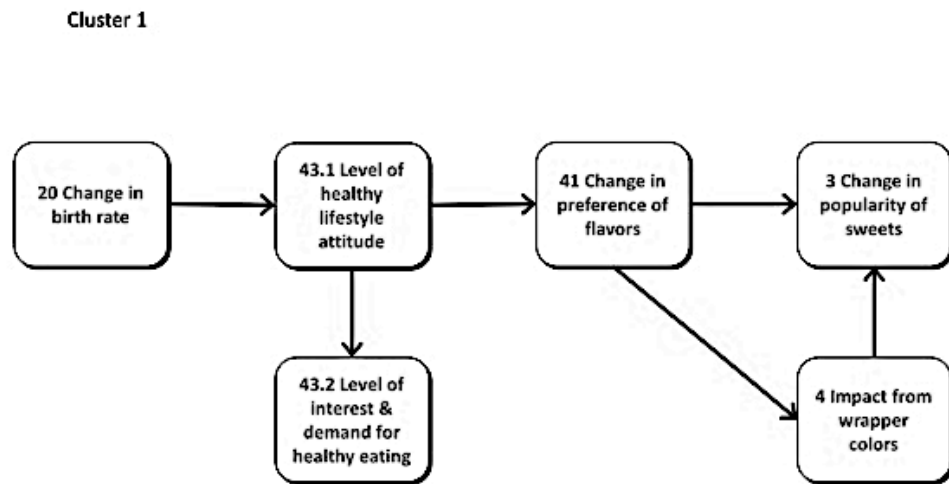 Cluster 1
20 Change in
birth rate
43.1 Level of
healthy
lifestyle
attitude
41 Change in
preference of
flavors
3 Change in
popularity of
sweets
43.2 Level of
interest &
demand for
healthy eating
4 Impact from
wrapper
colors